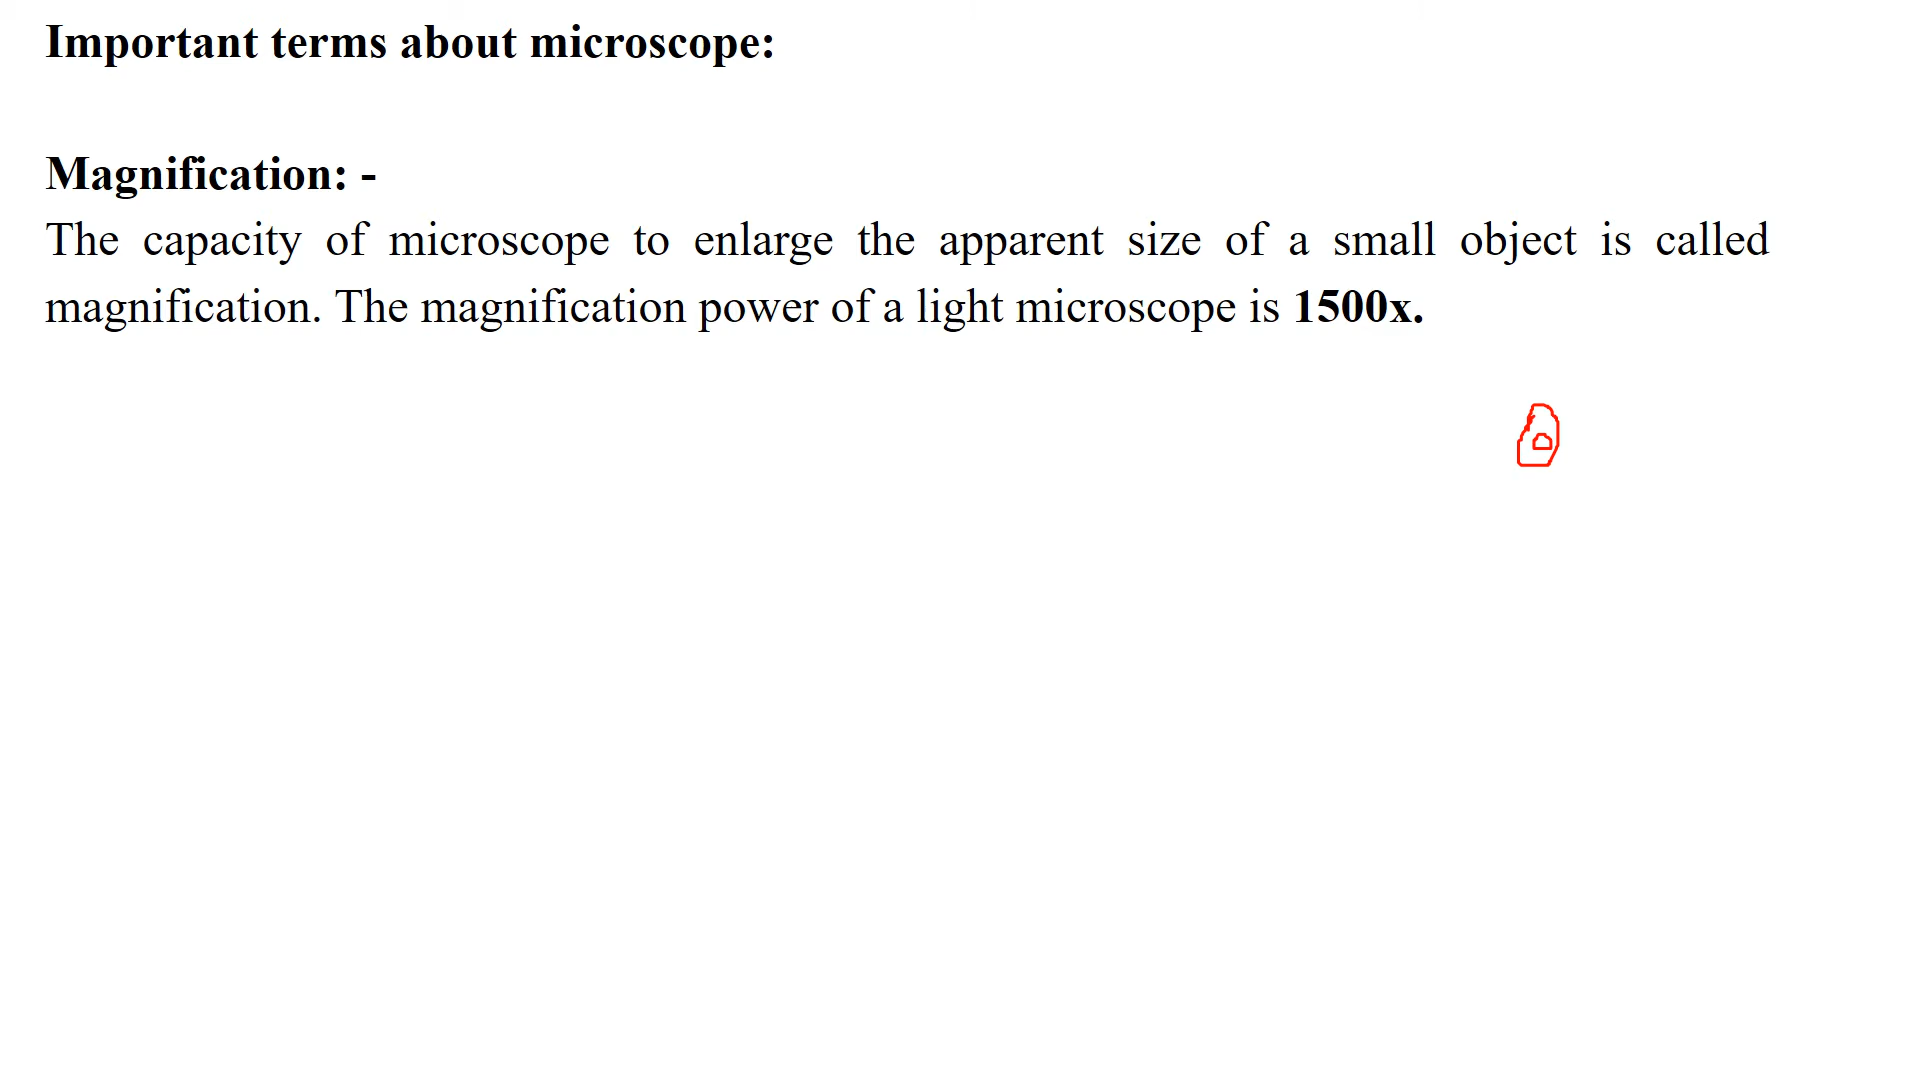 Important terms about microscope:
Magnification: -
The capacity of microscope to enlarge the apparent size of a small object is called
magnification. The magnification power of a light microscope is 1500x.